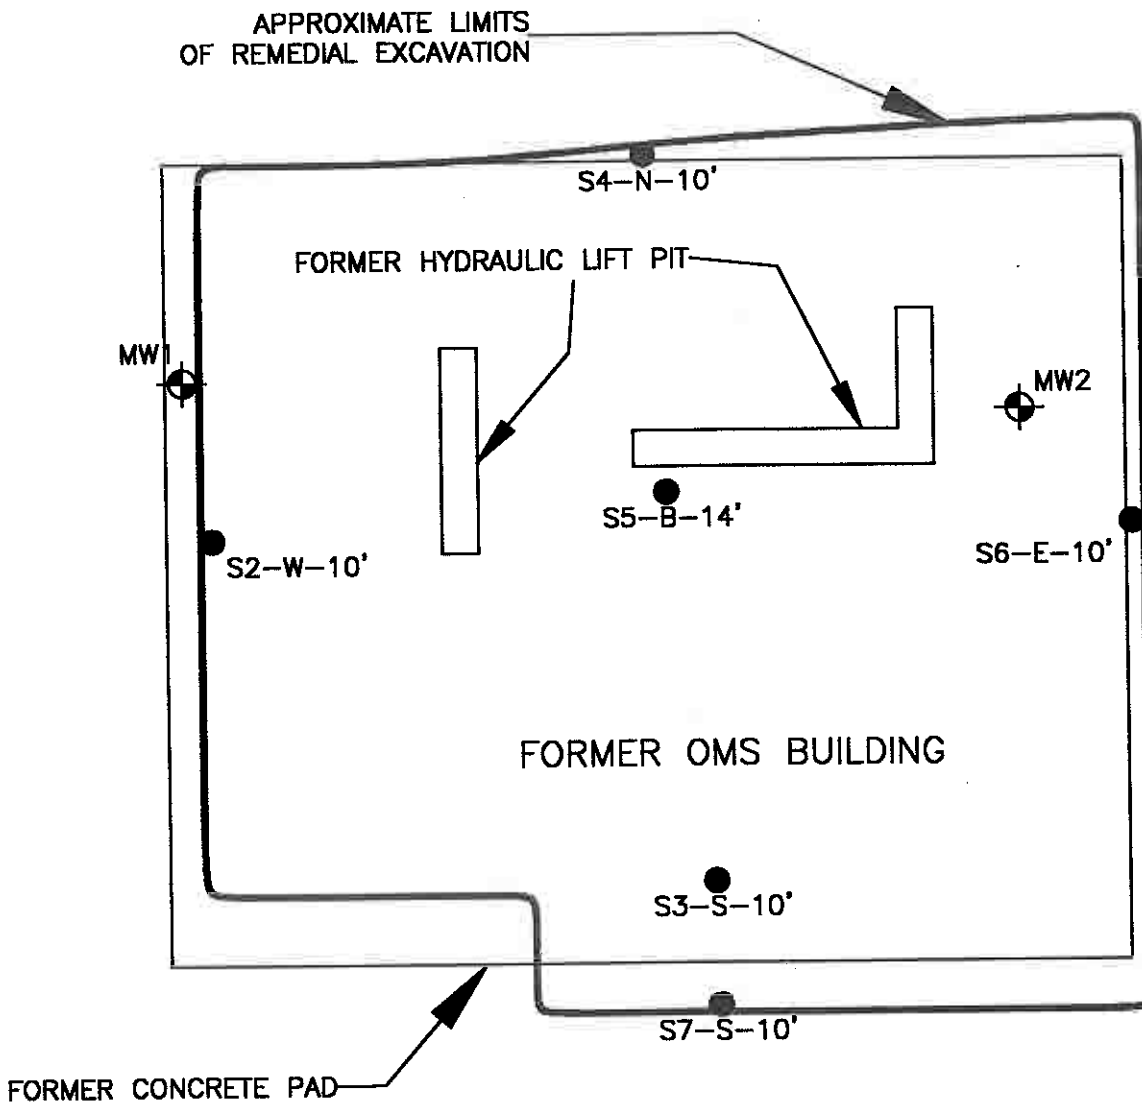 APPROXIMATE LIMITS
OF REMEDIAL EXCAVATION
S4-N-10'
FORMER HYDRAULIC LIFT PIT
MW1
MW2
S5-B-14'
S2-W-10'
S6-E-10'
FORMER OMS BUILDING
S3-S-10'
S7-S-10'
FORMER CONCRETE PAD